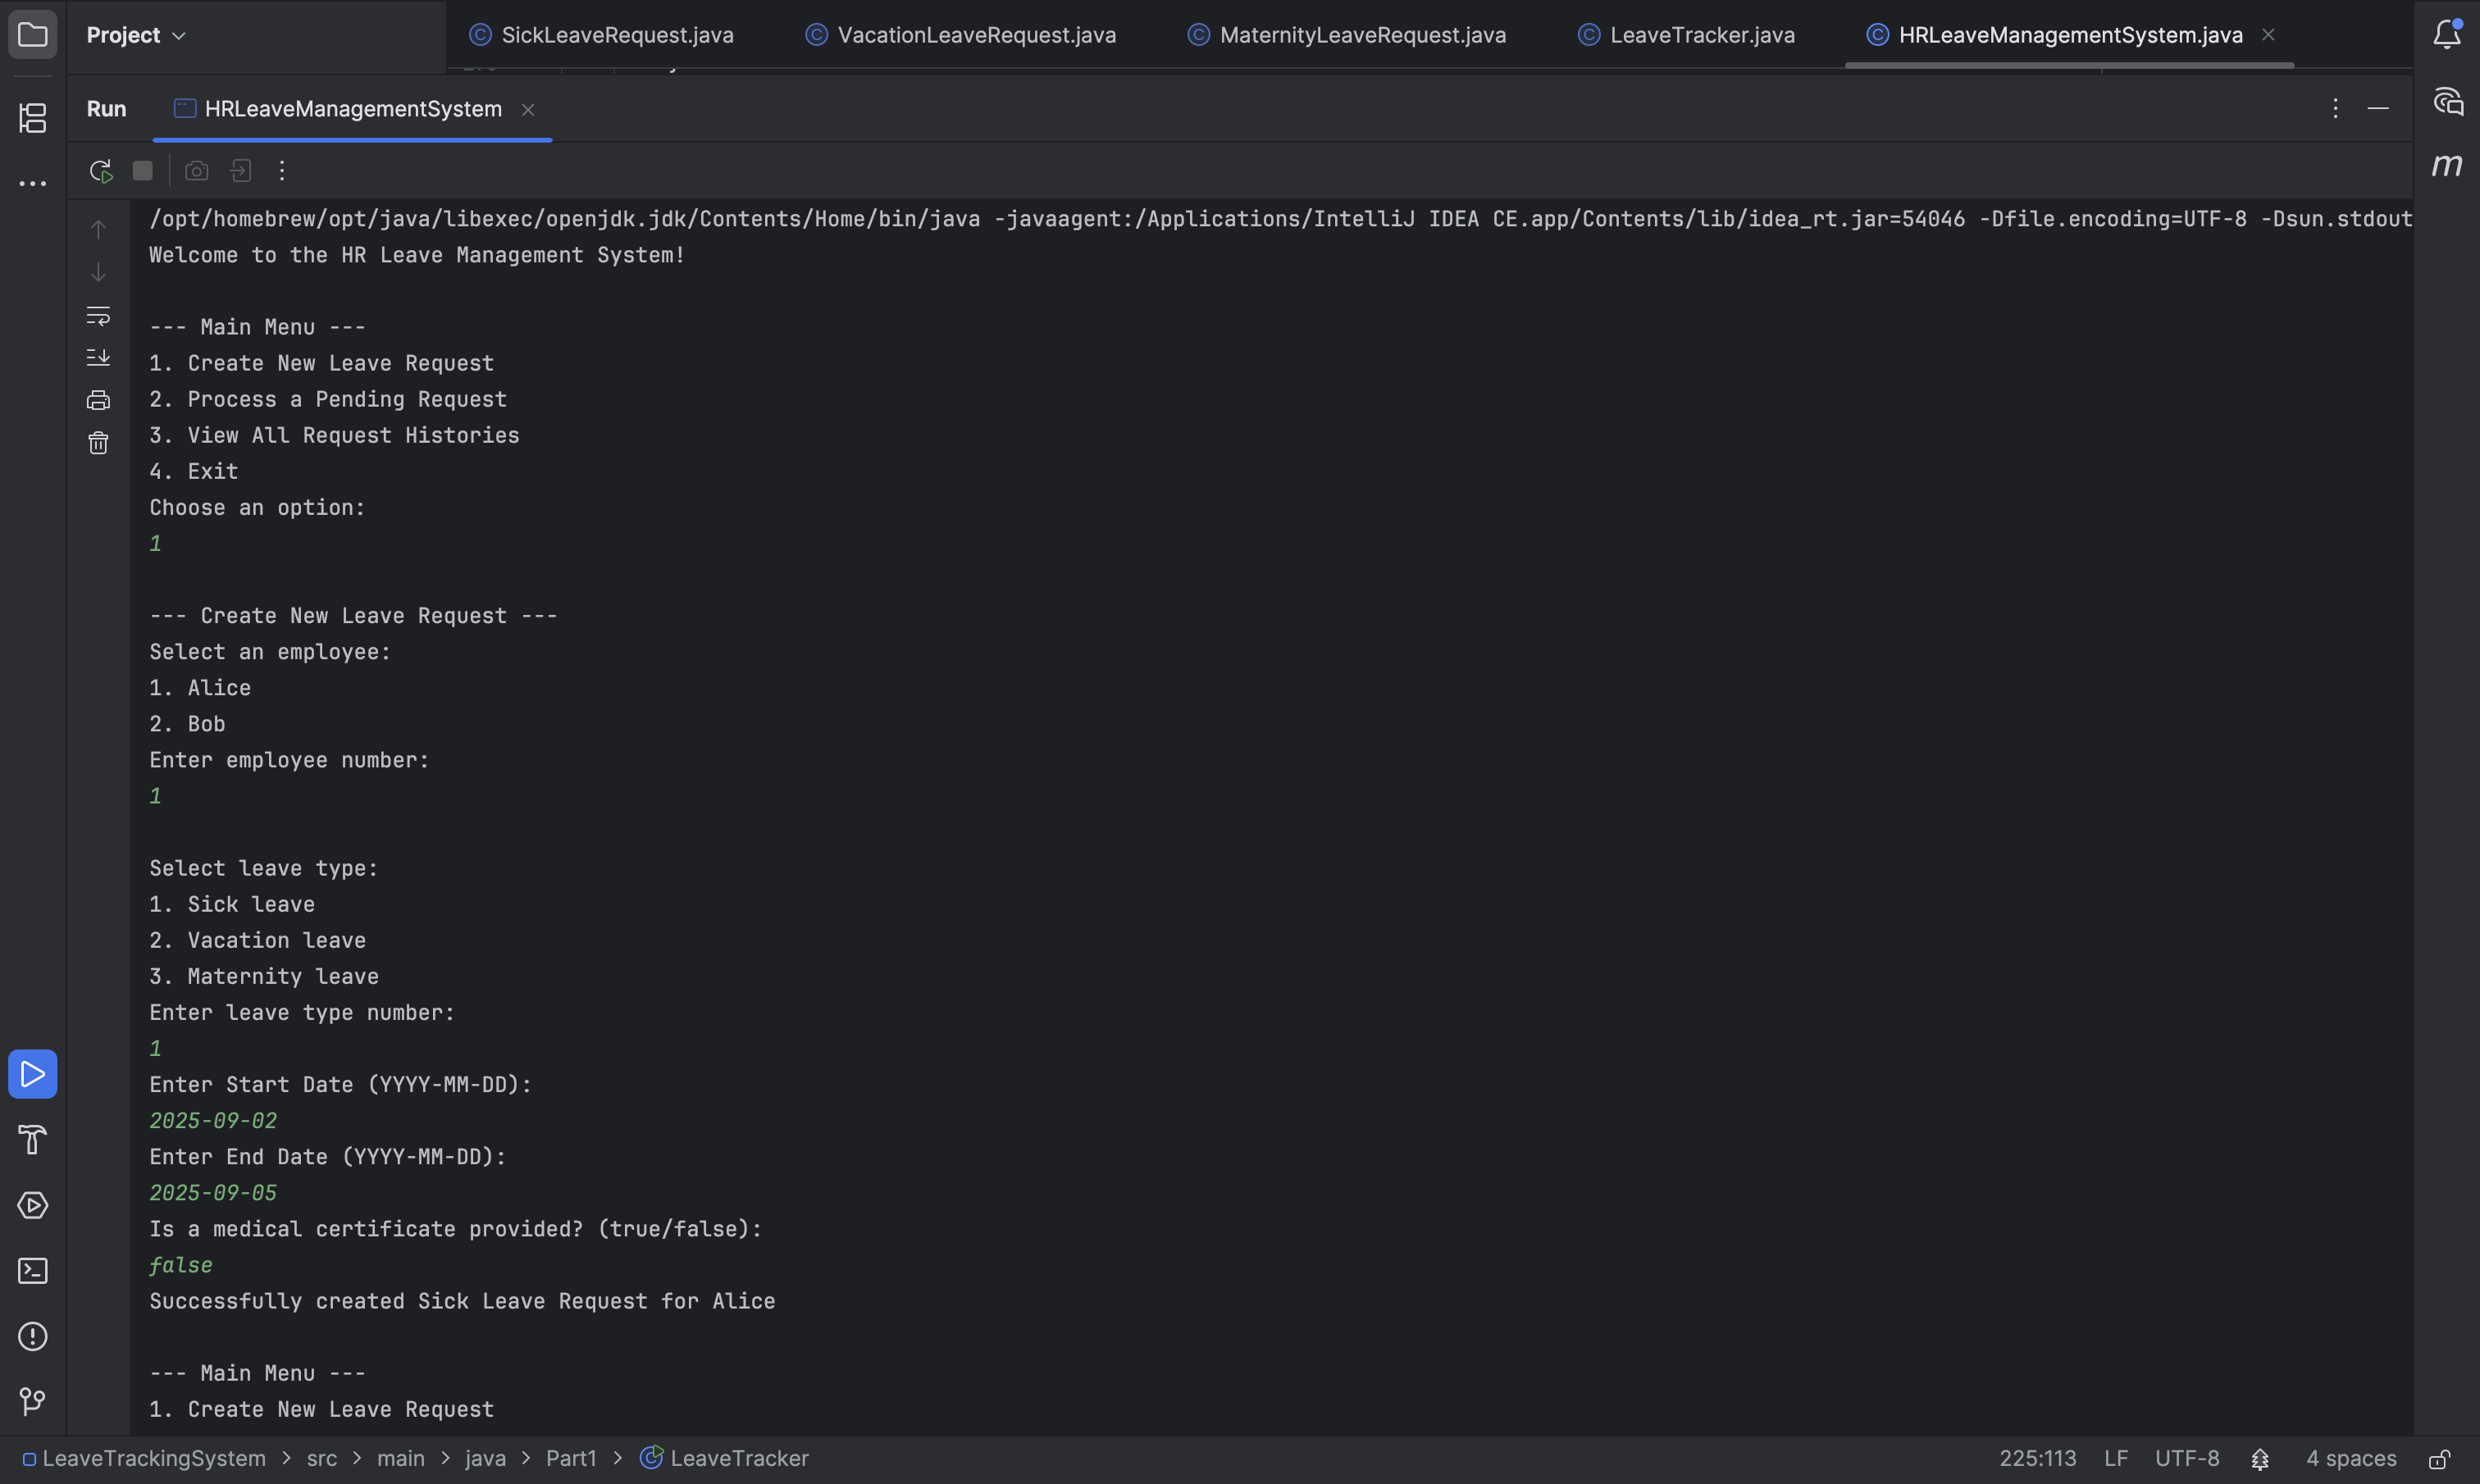 Project
SickLeaveRequest.java
VacationLeaveRequest.java
MaternityLeaveRequest.java
LeaveTracker.java
HRLeaveManagementSystem.java
Run
HRLeaveManagementSystem
/opt/homebrew/opt/java/libexec/openjdk.jdk/Contents/Home/bin/java -javaagent:/Applications/IntelliJ IDEA CE.app/Contents/lib/idea_rt.jar=54046 -Dfile.encoding=UTF-8 -Dsun.stdout
Welcome to the HR Leave Management System!
--- Main Menu ---
1. Create New Leave Request
2. Process a Pending Request
3. View All Request Histories
4. Exit
Choose an option:
1
--- Create New Leave Request ---
Select an employee:
1. Alice
2. Bob
Enter employee number:
1
Select leave type:
1. Sick leave
2. Vacation leave
3. Maternity leave
Enter leave type number:
1
Enter Start Date (YYYY-MM-DD):
2025-09-02
Enter End Date (YYYY-MM-DD):
2025-09-05
Is a medical certificate provided? (true/false):
false
Successfully created Sick Leave Request for Alice
--- Main Menu ---
1. Create New Leave Request
LeaveTrackingSystem > src > main > java > Part1 > LeaveTracker
225:113 LF UTF-8 4 spaces